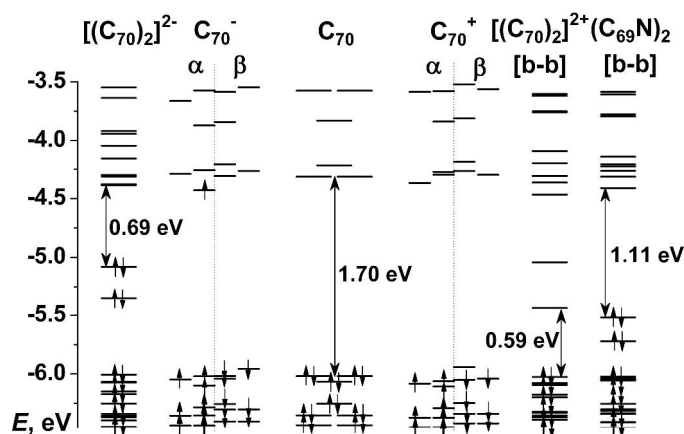 [(C₇₀)₂]²⁻ C₇₀⁻ C₇₀ C₇₀⁺ [(C₇₀)₂]²⁺ (C₆₉N)₂
α β α β [b-b] [b-b]
-3.5
-4.0
-4.5
0.69 eV
-5.0
1.11 eV
1.70 eV
-5.5
0.59 eV
-6.0
E, eV